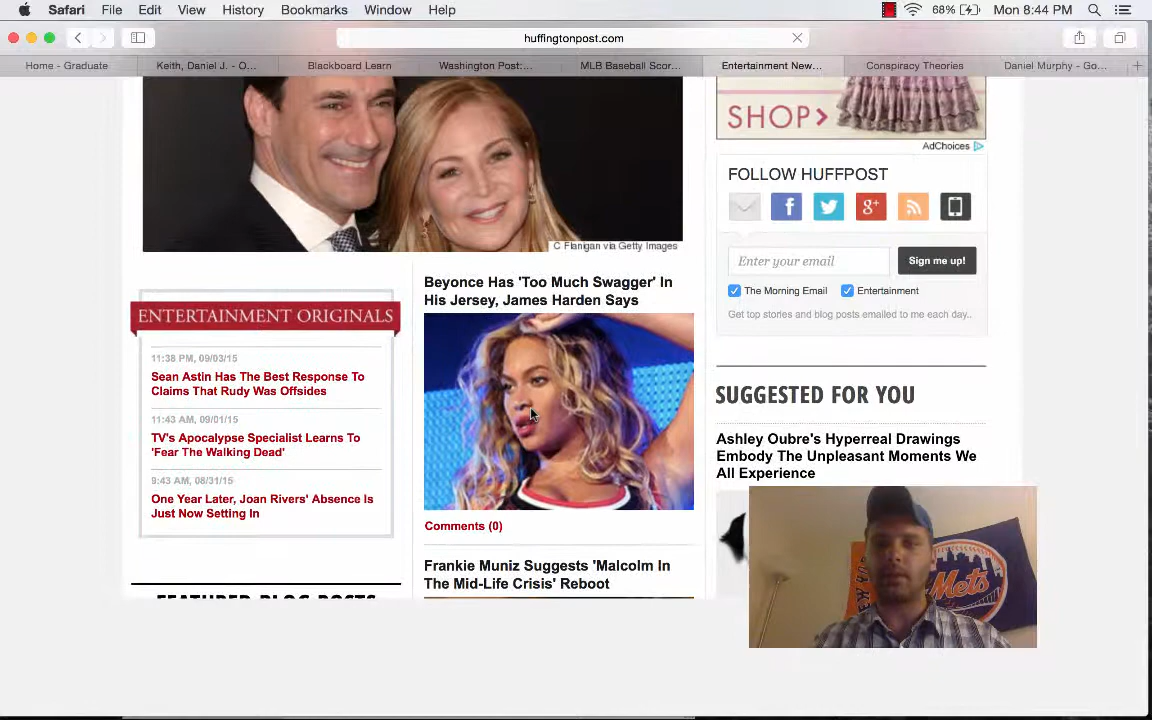 Safari File Edit View History Bookmarks Window Help 68% Mon 8:44 PM
huffingtonpost.com
Home - Graduate Keith, Daniel J. - O... Blackboard Learn Washington Post:... MLB Baseball Scor... Entertainment New... Conspiracy Theories Daniel Murphy - Go...
C Flanigan via Getty Images
ENTERTAINMENT ORIGINALS
11:38 PM, 09/03/15
Sean Astin Has The Best Response To
Claims That Rudy Was Offsides
11:43 AM, 09/01/15
TV's Apocalypse Specialist Learns To
'Fear The Walking Dead'
9:43 AM, 08/31/15
One Year Later, Joan Rivers' Absence Is
Just Now Setting In
FEATURED BLOG POSTS
Beyonce Has 'Too Much Swagger' In
His Jersey, James Harden Says
Comments (0)
Frankie Muniz Suggests 'Malcolm In
The Mid-Life Crisis' Reboot
SHOP
AdChoices
FOLLOW HUFFPOST
f g+
Enter your email Sign me up!
The Morning Email Entertainment
Get top stories and blog posts emailed to me each day..
SUGGESTED FOR YOU
Ashley Oubre's Hyperreal Drawings
Embody The Unpleasant Moments We
All Experience
Mets